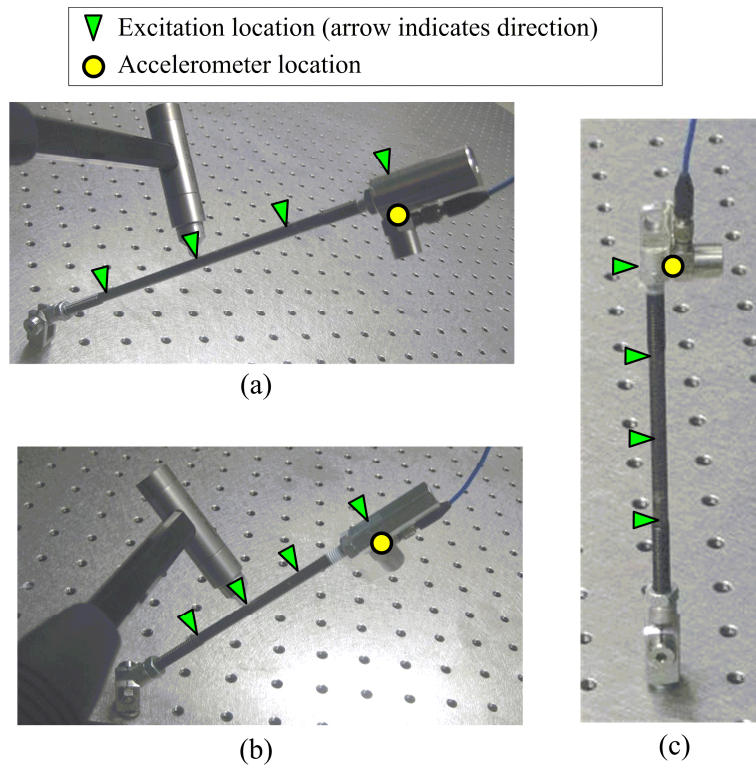 Excitation location (arrow indicates direction)
Accelerometer location
(a)
(b)
(c)